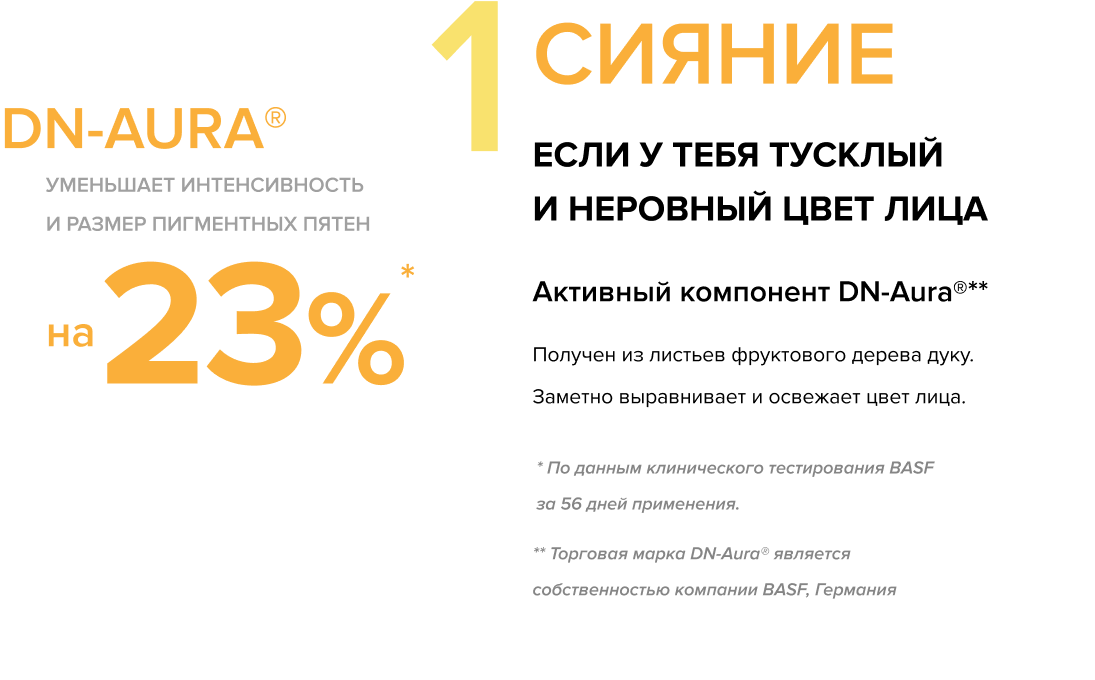 DN-AURA®
УМЕНЬШАЕТ ИНТЕНСИВНОСТЬ
И РАЗМЕР ПИГМЕНТНЫХ ПЯТЕН
на 23%*
1 СИЯНИЕ
ЕСЛИ У ТЕБЯ ТУСКЛЫЙ
И НЕРОВНЫЙ ЦВЕТ ЛИЦА
Активный компонент DN-Aura®**
Получен из листьев фруктового дерева дуку.
Заметно выравнивает и освежает цвет лица.
* По данным клинического тестирования BASF
за 56 дней применения.
** Торговая марка DN-Aura® является
собственностью компании BASF, Германия